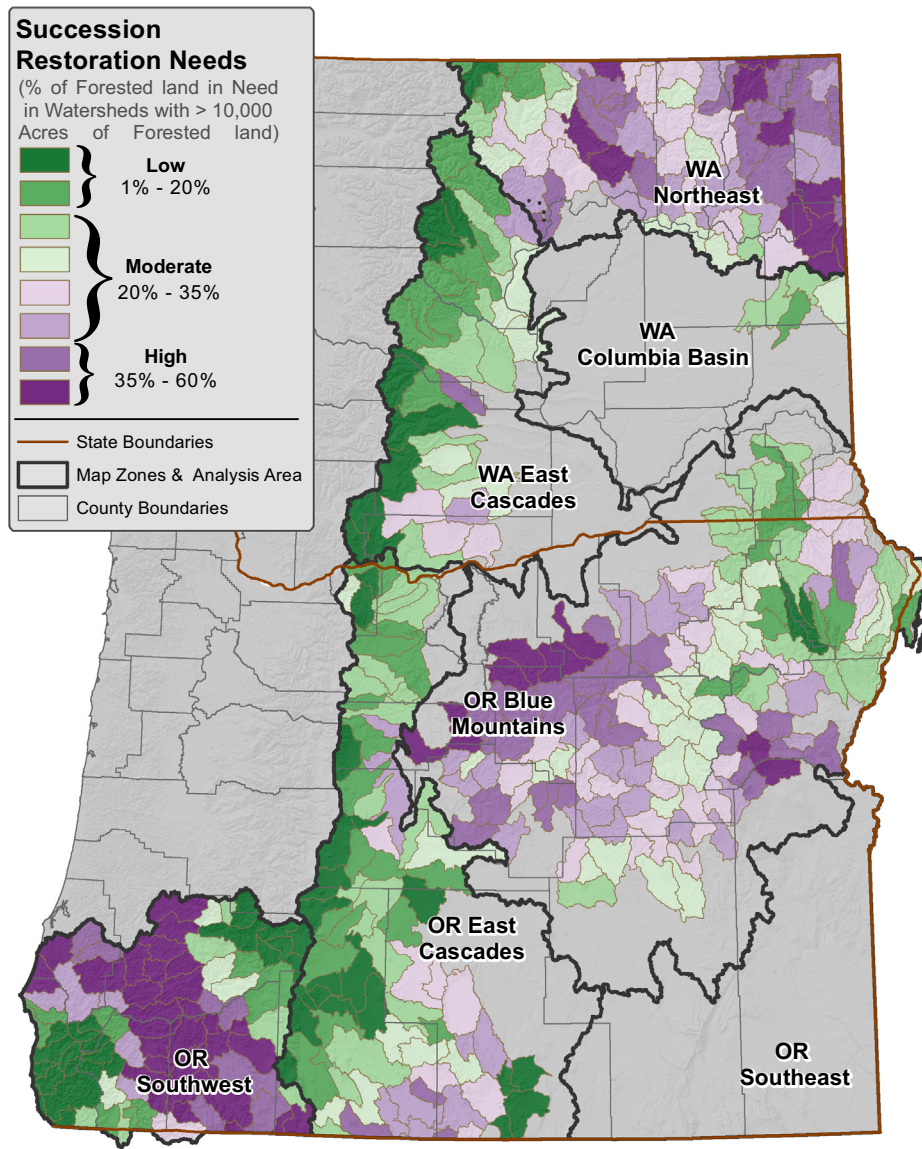 Succession
Restoration Needs
(% of Forested land in Need
in Watersheds with > 10,000
Acres of Forested land)
Low
1% - 20%
Moderate
20% - 35%
High
35% - 60%
State Boundaries
Map Zones & Analysis Area
County Boundaries
WA
Northeast
WA
Columbia Basin
WA East
Cascades
OR Blue
Mountains
OR East
Cascades
OR
Southwest
OR
Southeast